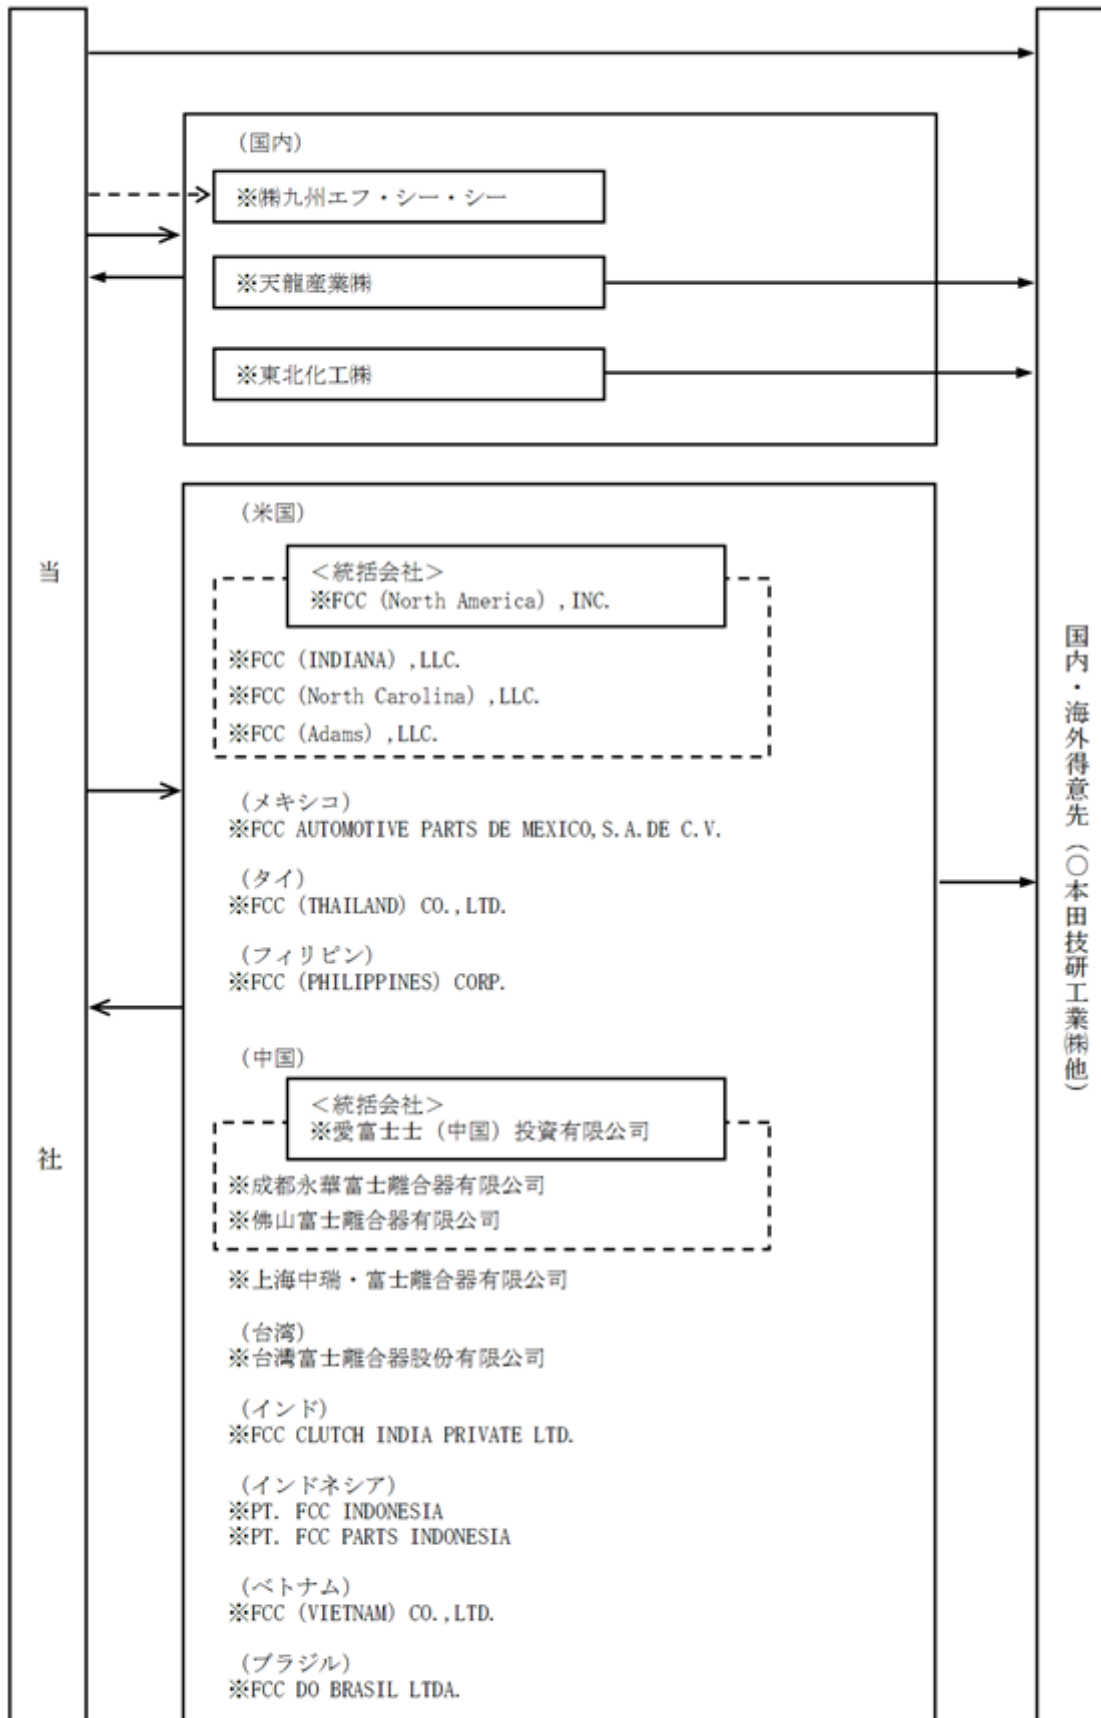 当社
（国内）
※㈱九州エフ・シー・シー
※天龍産業㈱
※東北化工㈱
（米国）
＜統括会社＞
※FCC（North America）,INC.
※FCC（INDIANA）,LLC.
※FCC（North Carolina）,LLC.
※FCC（Adams）,LLC.
（メキシコ）
※FCC AUTOMOTIVE PARTS DE MEXICO,S.A.DE C.V.
（タイ）
※FCC（THAILAND）CO.,LTD.
（フィリピン）
※FCC（PHILIPPINES）CORP.
（中国）
＜統括会社＞
※愛富士士（中国）投資有限公司
※成都永華富士離合器有限公司
※佛山富士離合器有限公司
※上海中瑞・富士離合器有限公司
（台湾）
※台灣富士離合器股份有限公司
（インド）
※FCC CLUTCH INDIA PRIVATE LTD.
（インドネシア）
※PT. FCC INDONESIA
※PT. FCC PARTS INDONESIA
（ベトナム）
※FCC（VIETNAM）CO.,LTD.
（ブラジル）
※FCC DO BRASIL LTDA.
国内・海外得意先（○本田技研工業㈱他）